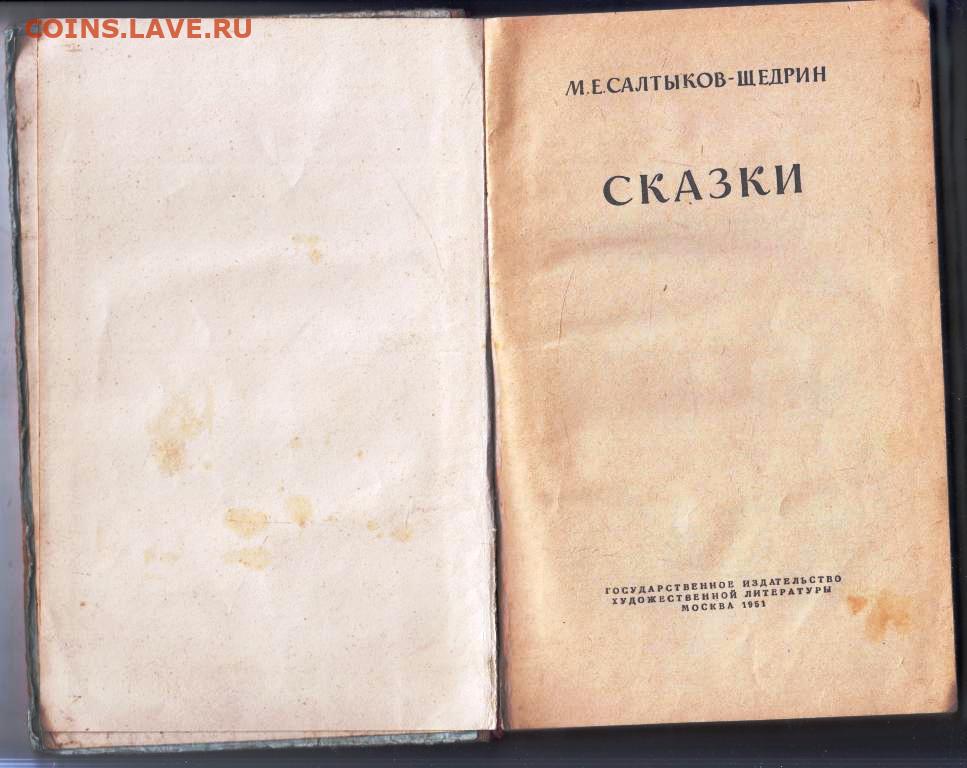 COINS.LAVE.RU
М.Е.САЛТЫКОВ-ЩЕДРИН
СКАЗКИ
ГОСУДАРСТВЕННОЕ ИЗДАТЕЛЬСТВО
ХУДОЖЕСТВЕННОЙ ЛИТЕРАТУРЫ
МОСКВА 1951